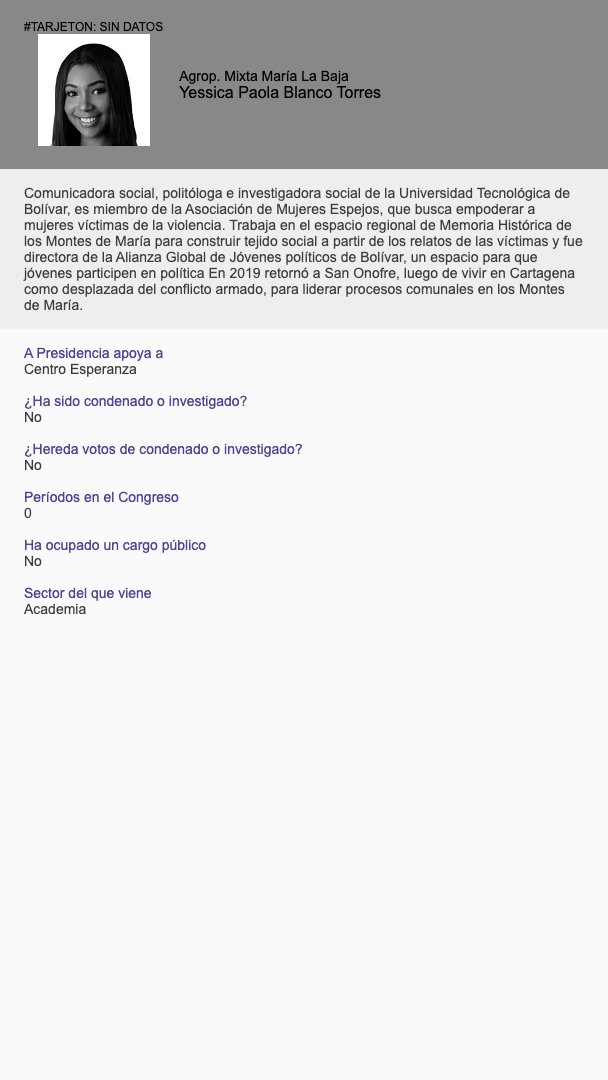 #TARJETON: SIN DATOS
Agrop. Mixta María La Baja
Yessica Paola Blanco Torres
Comunicadora social, politóloga e investigadora social de la Universidad Tecnológica de
Bolívar, es miembro de la Asociación de Mujeres Espejos, que busca empoderar a
mujeres víctimas de la violencia. Trabaja en el espacio regional de Memoria Histórica de
los Montes de María para construir tejido social a partir de los relatos de las víctimas y fue
directora de la Alianza Global de Jóvenes políticos de Bolívar, un espacio para que
jóvenes participen en política En 2019 retornó a San Onofre, luego de vivir en Cartagena
como desplazada del conflicto armado, para liderar procesos comunales en los Montes
de María.
A Presidencia apoya a
Centro Esperanza
¿Ha sido condenado o investigado?
No
¿Hereda votos de condenado o investigado?
No
Períodos en el Congreso
0
Ha ocupado un cargo público
No
Sector del que viene
Academia